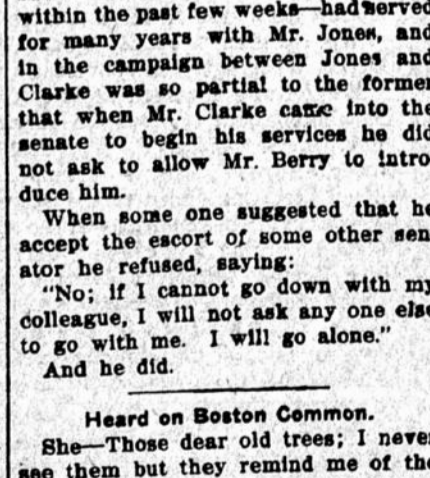 within the past few weeks—had served
for many years with Mr. Jones, and
in the campaign between Jones and
Clarke was so partial to the former
that when Mr. Clarke came into the
senate to begin his services he did
not ask to allow Mr. Berry to intro-
duce him.
When some one suggested that he
accept the escort of some other sen-
ator he refused, saying:
"No; if I cannot go down with my
colleague, I will not ask any one else
to go with me. I will go alone."
And he did.
Heard on Boston Common.
She—Those dear old trees; I never
see them but they remind me of the